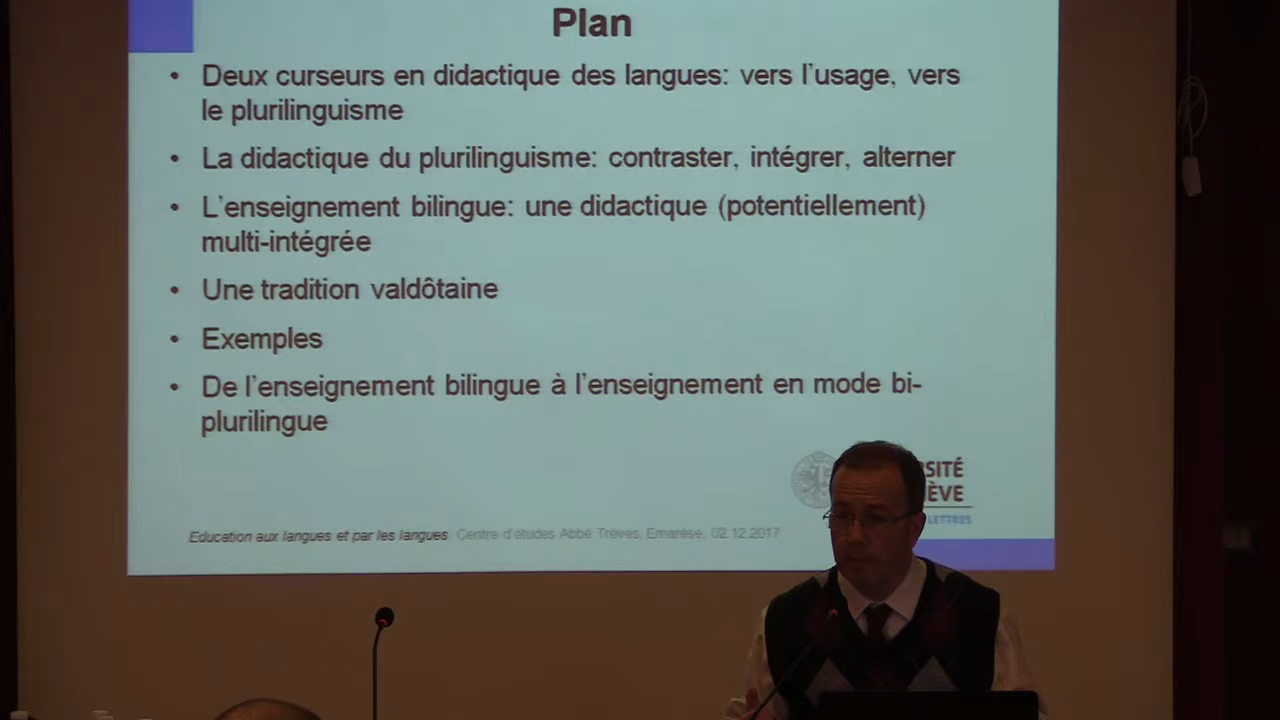 Plan
• Deux curseurs en didactique des langues: vers l'usage, vers
le plurilinguisme
• La didactique du plurilinguisme: contraster, intégrer, alterner
• L'enseignement bilingue: une didactique (potentiellement)
multi-intégrée
• Une tradition valdôtaine
• Exemples
• De l'enseignement bilingue à l'enseignement en mode bi-
plurilingue
SITÉ
ÈVE
LETTRES
Education aux langues et par les langues. Centre d'études Abbé Trèves, Emarèse, 02.12.2017